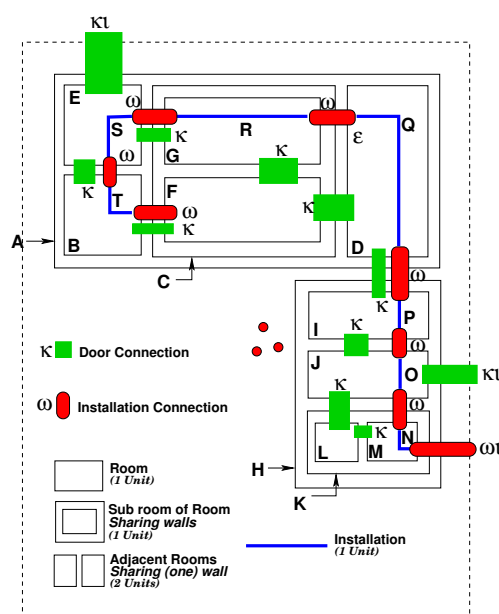 κι
E
ω
ω
S
R
Q
κ
ε
G
κ
ω
κ
F
T
κ
ω
κ
A
B
D
C
ω
κ
P
I
κ
ω
J
O
κι
κ
ω
κ
N
L
M
ωι
H
K
κ Door Connection
ω Installation Connection
Room
(1 Unit)
Sub room of Room
Sharing walls
(1 Unit)
Adjacent Rooms
Sharing (one) wall
(2 Units)
Installation
(1 Unit)